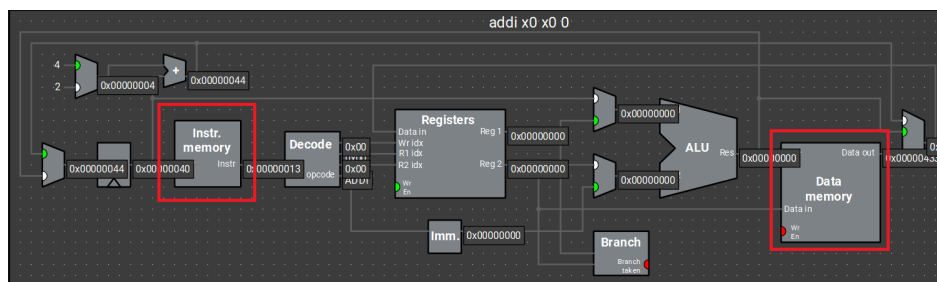 addi x0 x0 0
4
2
0x00000004
+
0x00000044
Instr.
memory
Instr
Decode
opcode
0x00
0x00
ADDI
Registers
Data in
Wr idx
R1 idx
R2 idx
Wr
En
Reg 1
Reg 2
0x00000000
0x00000000
0x00000000
0x00000000
ALU
Res
0x00000000
Data out
Data
memory
Data in
Wr
En
0x00000044
0x00000040
0x00000013
Imm.
0x00000000
Branch
Branch
taken